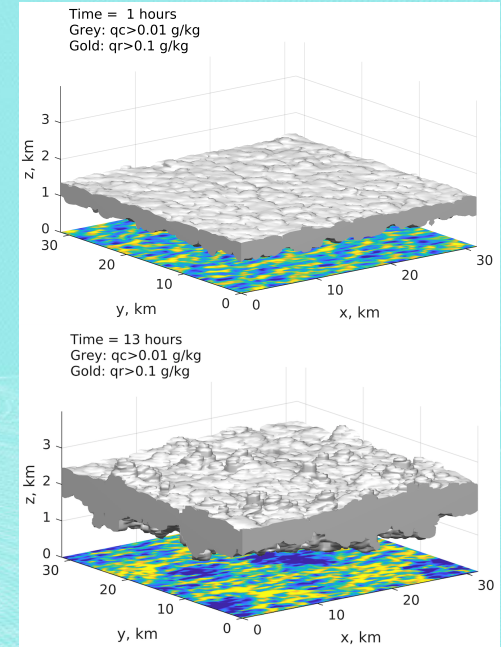 Time =  1 hours
Grey: qc>0.01 g/kg
Gold: qr>0.1 g/kg
3
2
1
0
z, km
30
20
10
0
y, km
0
10
20
30
x, km
Time = 13 hours
Grey: qc>0.01 g/kg
Gold: qr>0.1 g/kg
3
2
1
0
z, km
30
20
10
0
y, km
0
10
20
30
x, km